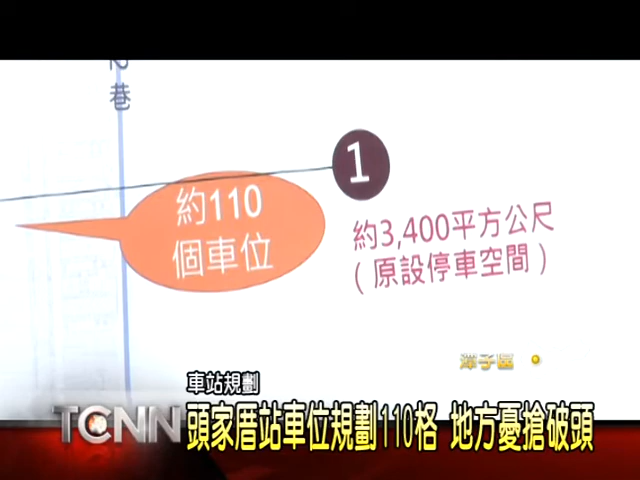 2巷
1
約110
個車位
約3,400平方公尺
(原設停車空間)
潭子區
車站規劃
TCNN
頭家厝站車位規劃110格 地方憂搶破頭